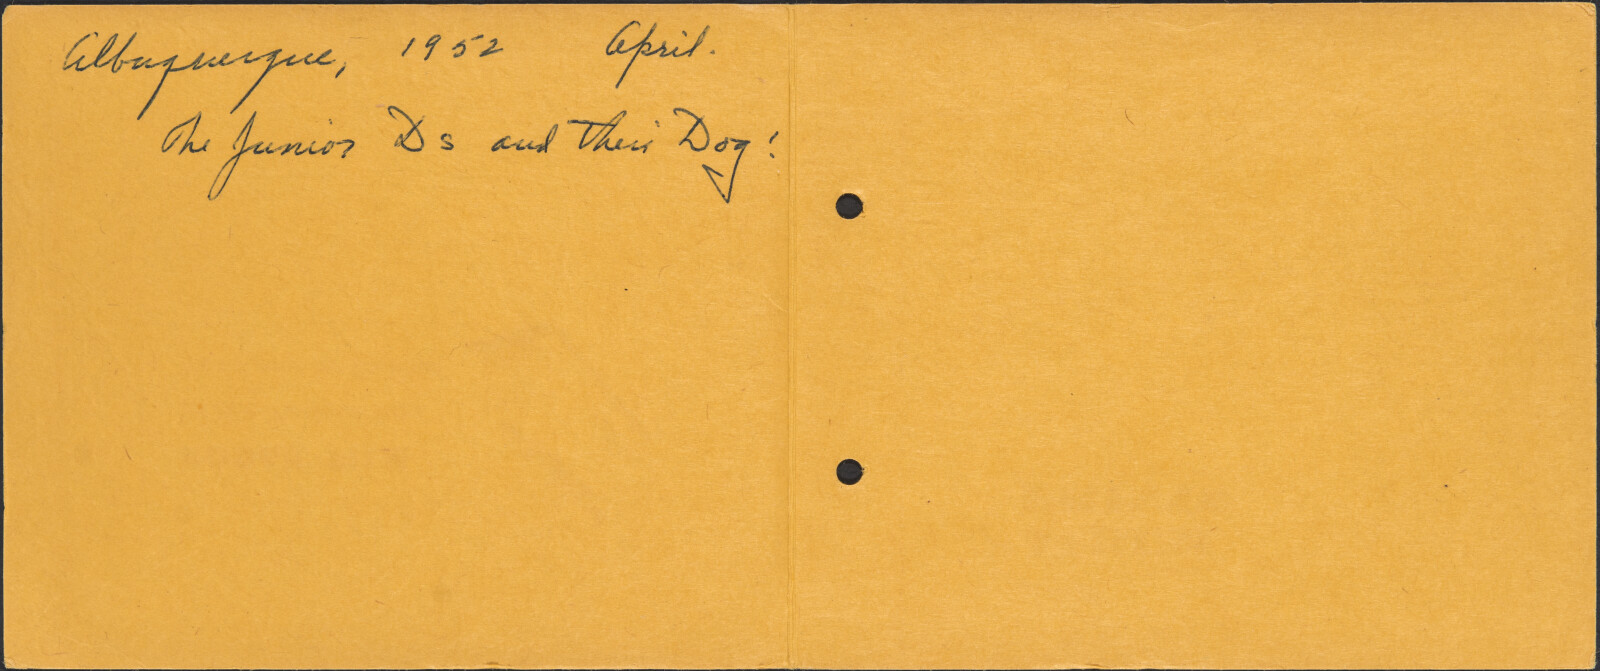 Albuquerque, 1952 April.
The Junior Ds and their Dog!